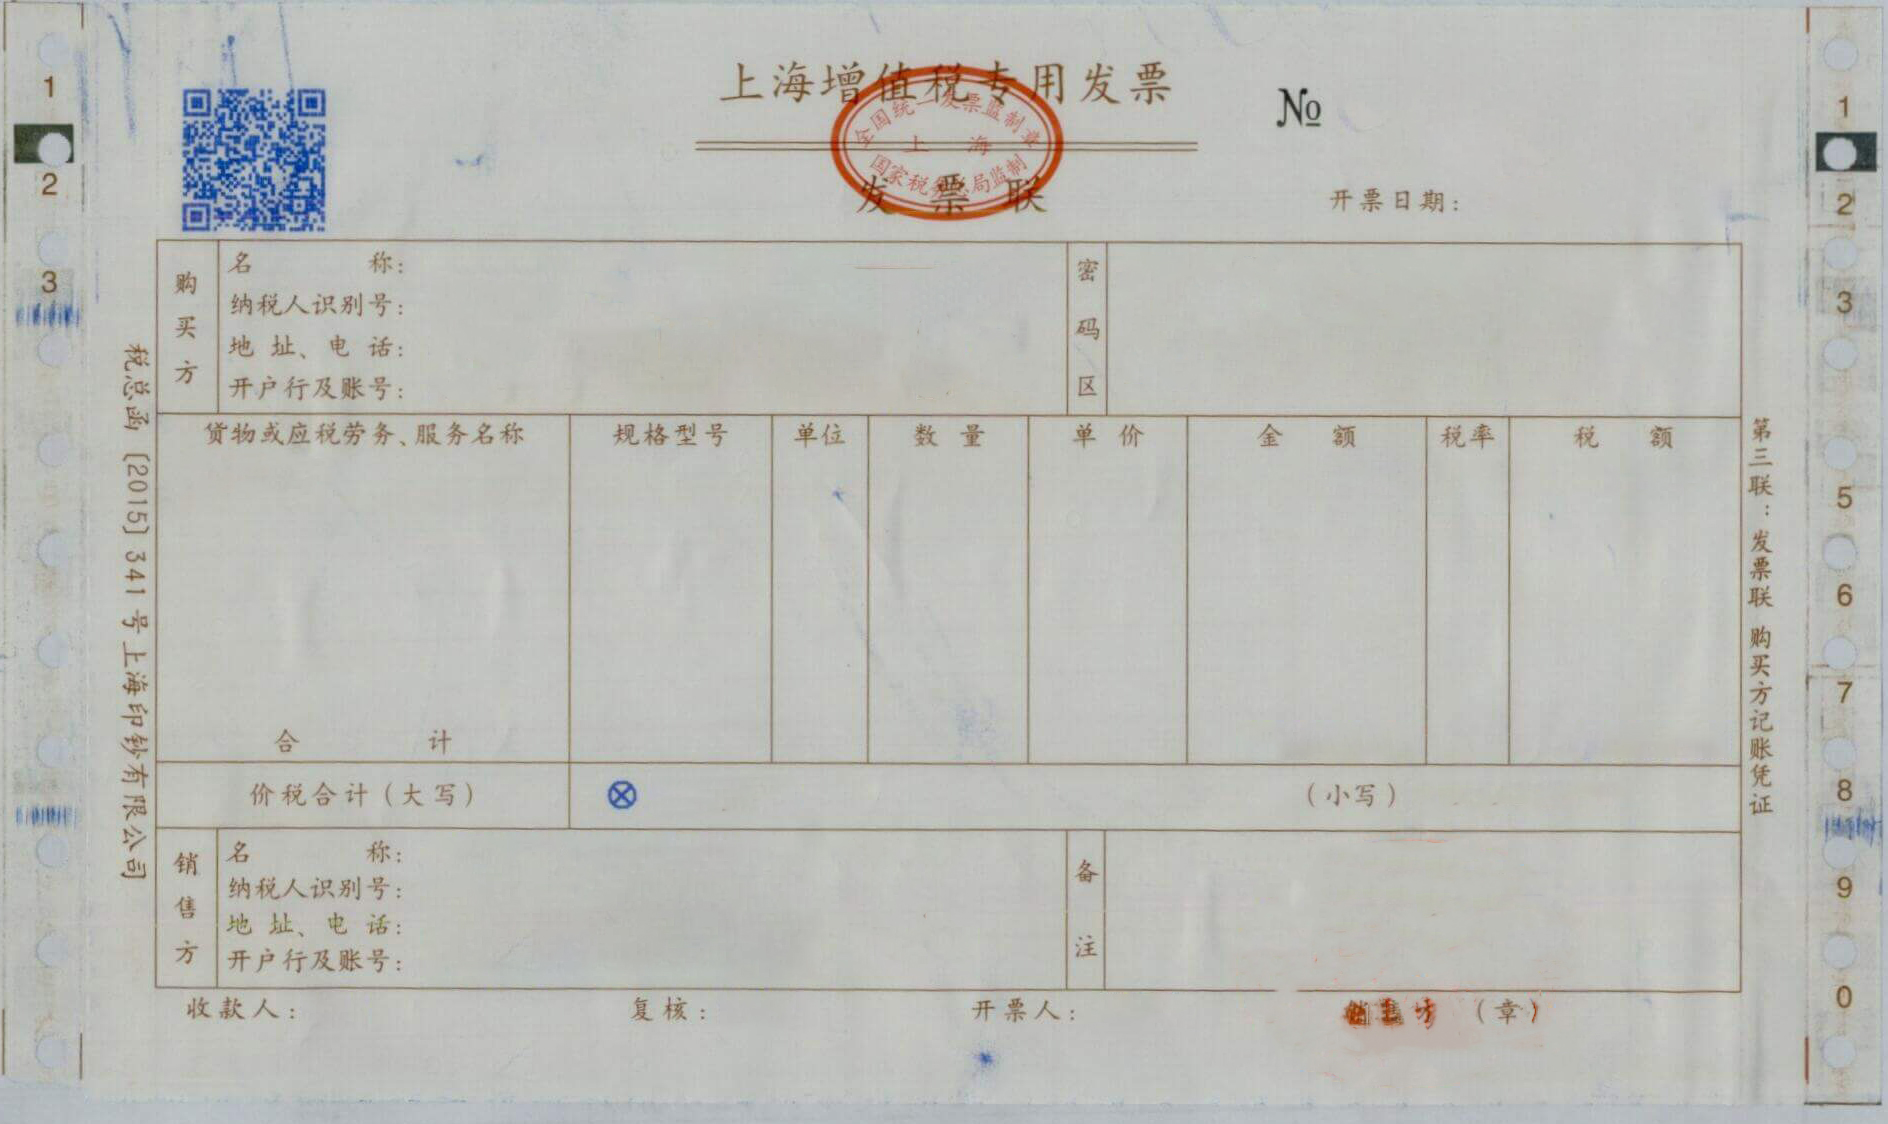 上海增值税专用发票
全国统一发票监制章
上海
国家税务总局监制
发票联
№
开票日期：
购买方
名　　称：
纳税人识别号：
地址、电话：
开户行及账号：
密码区
货物或应税劳务、服务名称 规格型号 单位 数量 单价 金额 税率 税额
合　　计
价税合计（大写） ⊗ （小写）
销售方
名　　称：
纳税人识别号：
地址、电话：
开户行及账号：
备注
收款人： 复核： 开票人： 销售方（章）
税总函〔2015〕341号上海印钞有限公司
第三联：发票联 购买方记账凭证
1
2
3
1
2
3
5
6
7
8
9
0